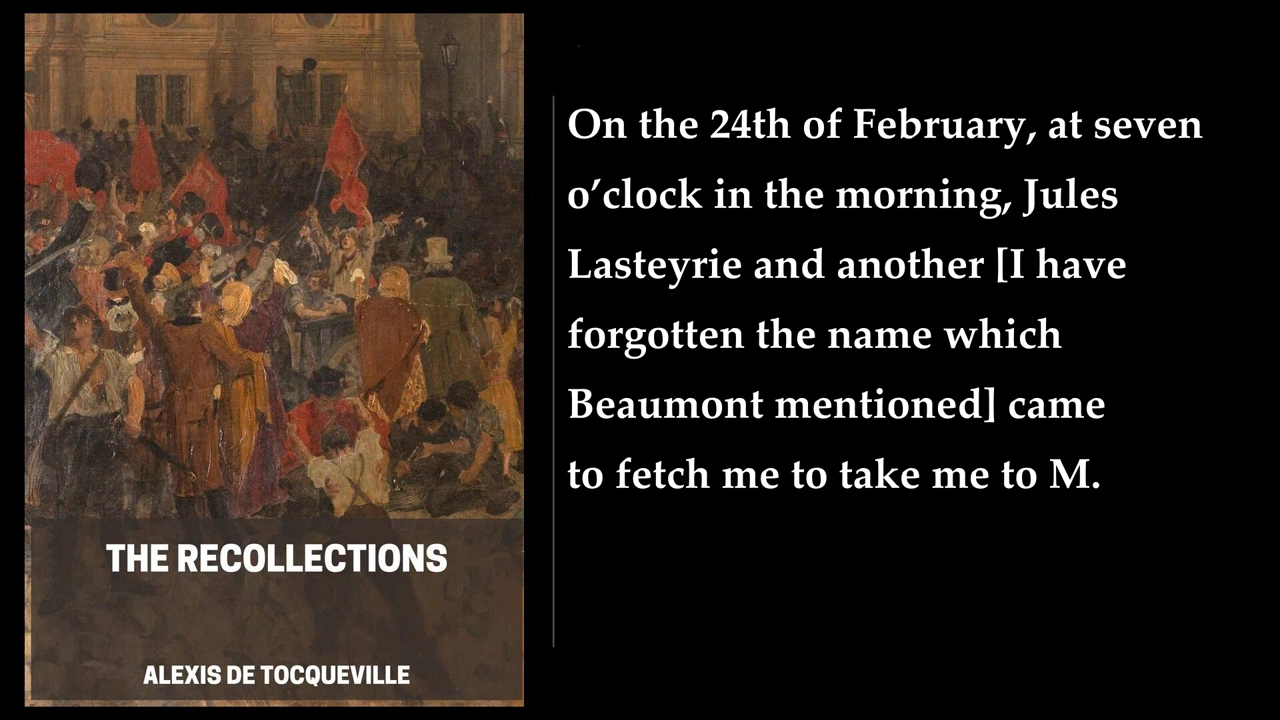 THE RECOLLECTIONS
ALEXIS DE TOCQUEVILLE
On the 24th of February, at seven
o’clock in the morning, Jules
Lasteyrie and another [I have
forgotten the name which
Beaumont mentioned] came
to fetch me to take me to M.